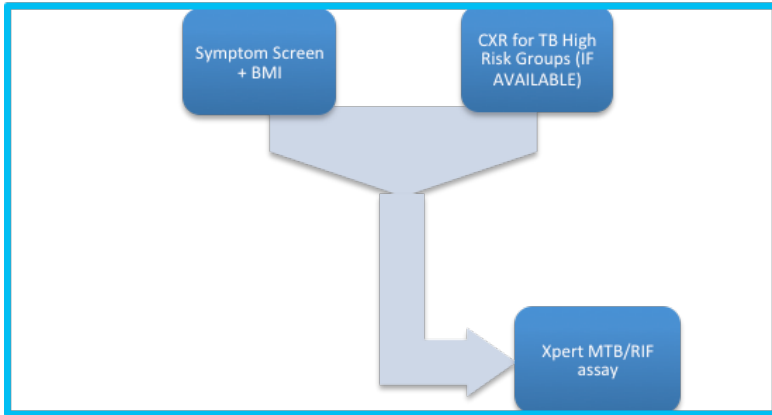 Symptom Screen
+ BMI
CXR for TB High
Risk Groups (IF
AVAILABLE)
Xpert MTB/RIF
assay